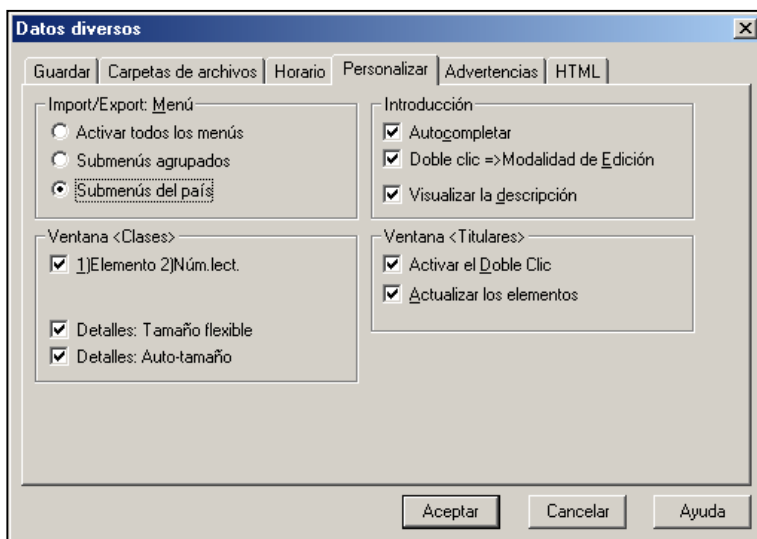 Datos diversos
Guardar
Carpetas de archivos
Horario
Personalizar
Advertencias
HTML
Import/Export: Menú
Activar todos los menús
Submenús agrupados
Submenús del país
Introducción
Autocompletar
Doble clic =>Modalidad de Edición
Visualizar la descripción
Ventana <Clases>
1)Elemento 2)Núm.lect.
Detalles: Tamaño flexible
Detalles: Auto-tamaño
Ventana <Titulares>
Activar el Doble Clic
Actualizar los elementos
Aceptar
Cancelar
Ayuda